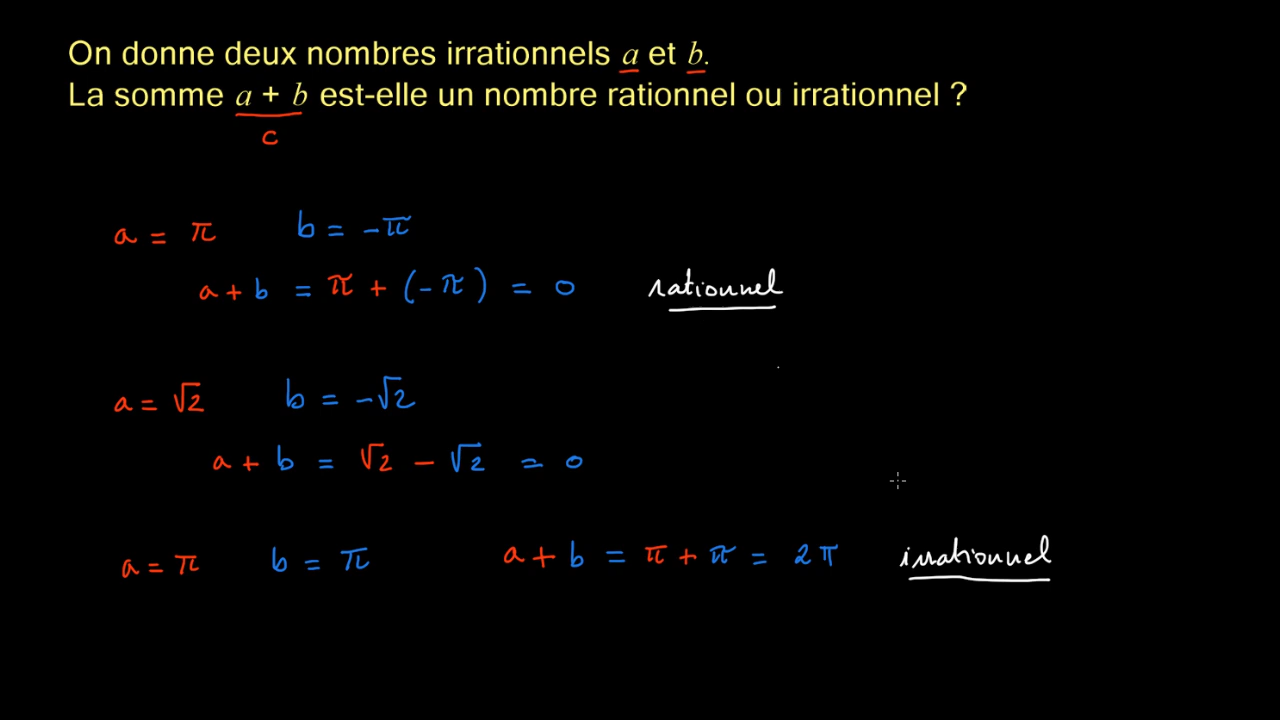 On donne deux nombres irrationnels a et b.
La somme a + b est-elle un nombre rationnel ou irrationnel ?
c
a = π b = -π
a + b = π + (-π) = 0 rationnel
a = √2 b = -√2
a + b = √2 - √2 = 0
a = π b = π a + b = π + π = 2π irrationnel